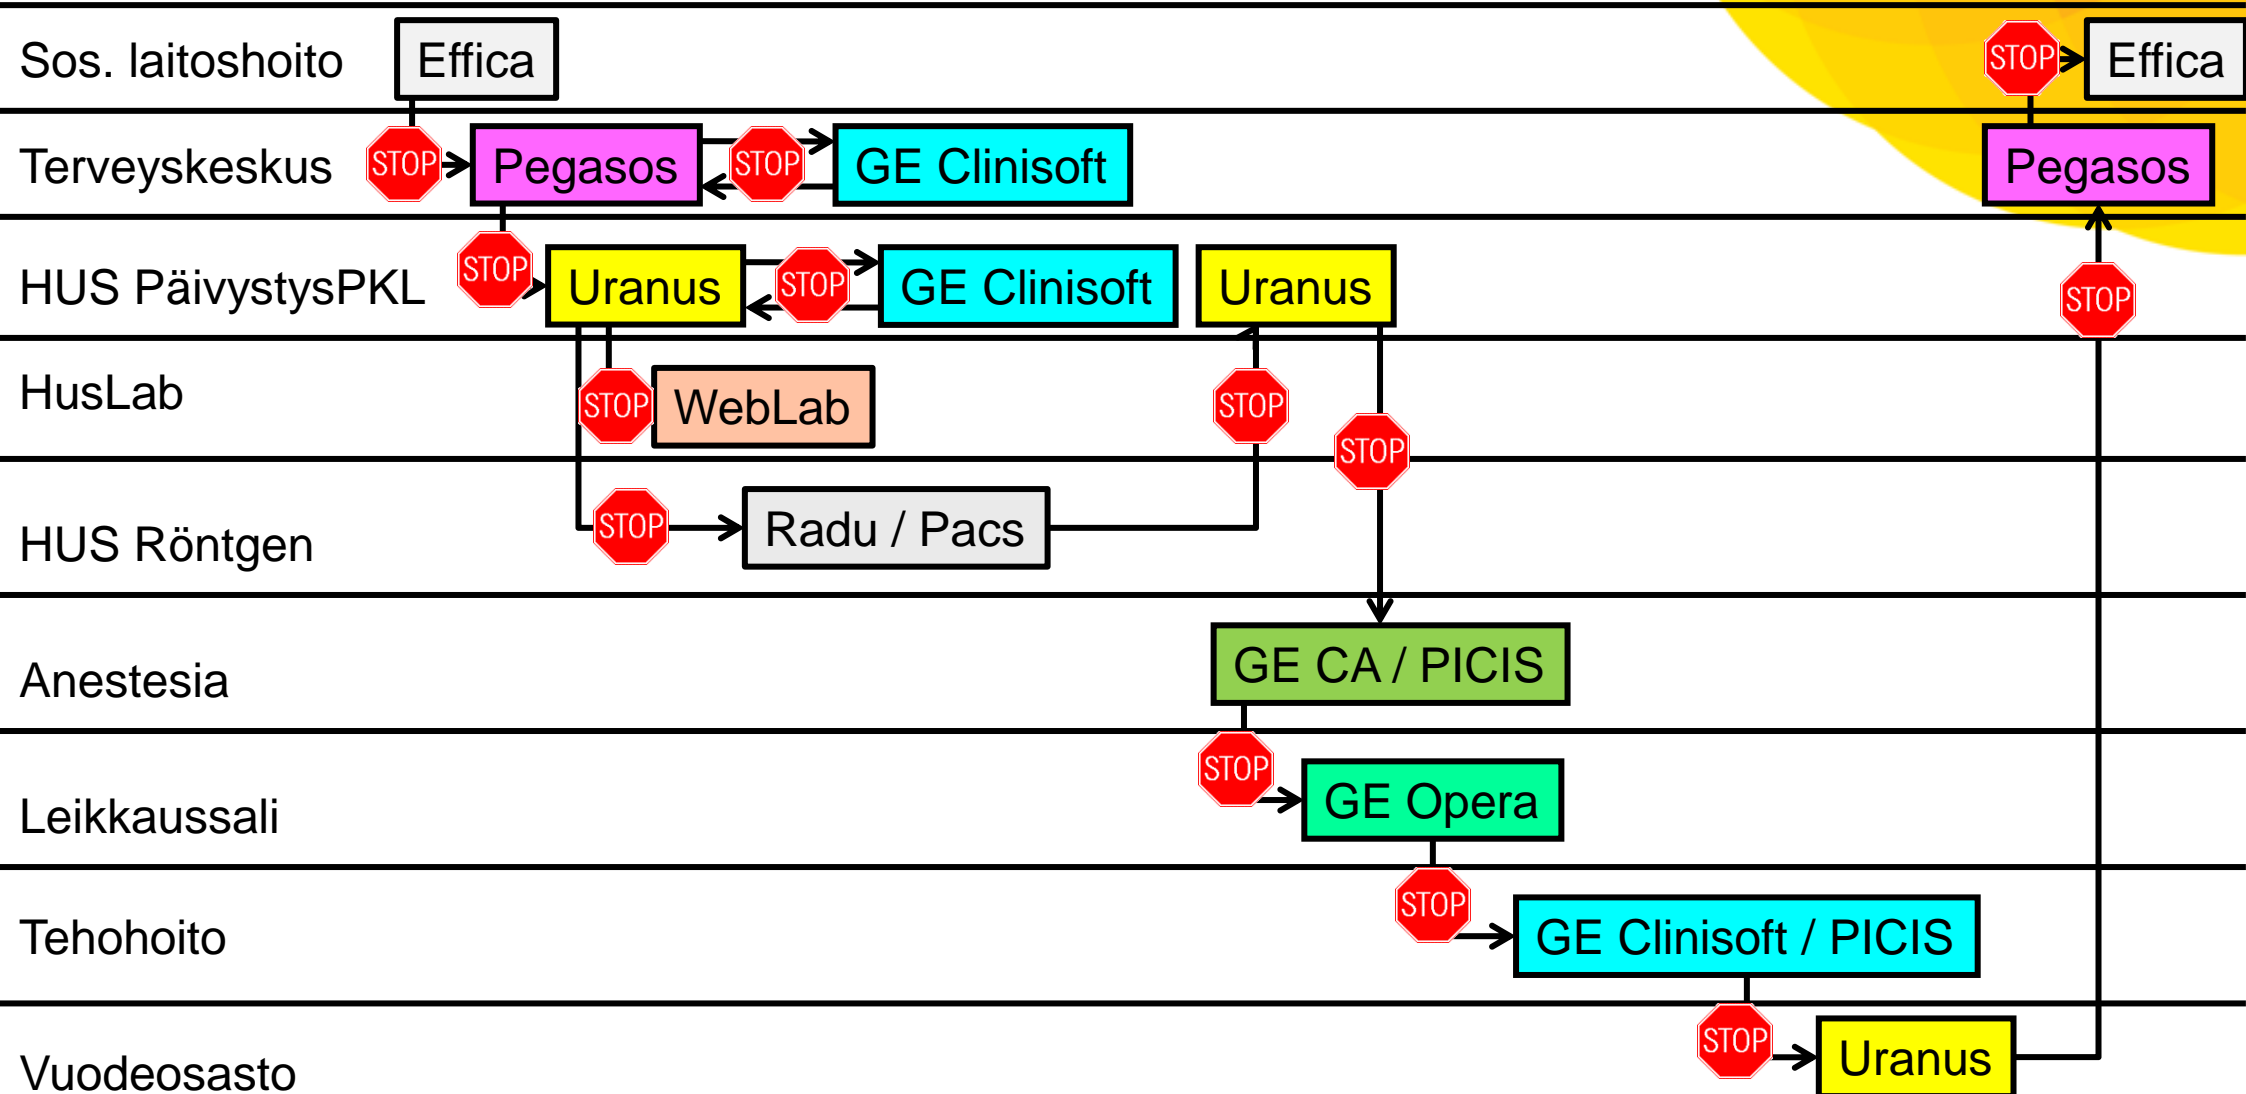 Sos. laitoshoito Effica STOP Effica
Terveyskeskus STOP Pegasos STOP GE Clinisoft Pegasos
HUS PäivystysPKL STOP Uranus STOP GE Clinisoft Uranus STOP
HusLab STOP WebLab STOP STOP
HUS Röntgen STOP Radu / Pacs
Anestesia GE CA / PICIS
Leikkaussali STOP GE Opera
Tehohoito STOP GE Clinisoft / PICIS
Vuodeosasto STOP Uranus